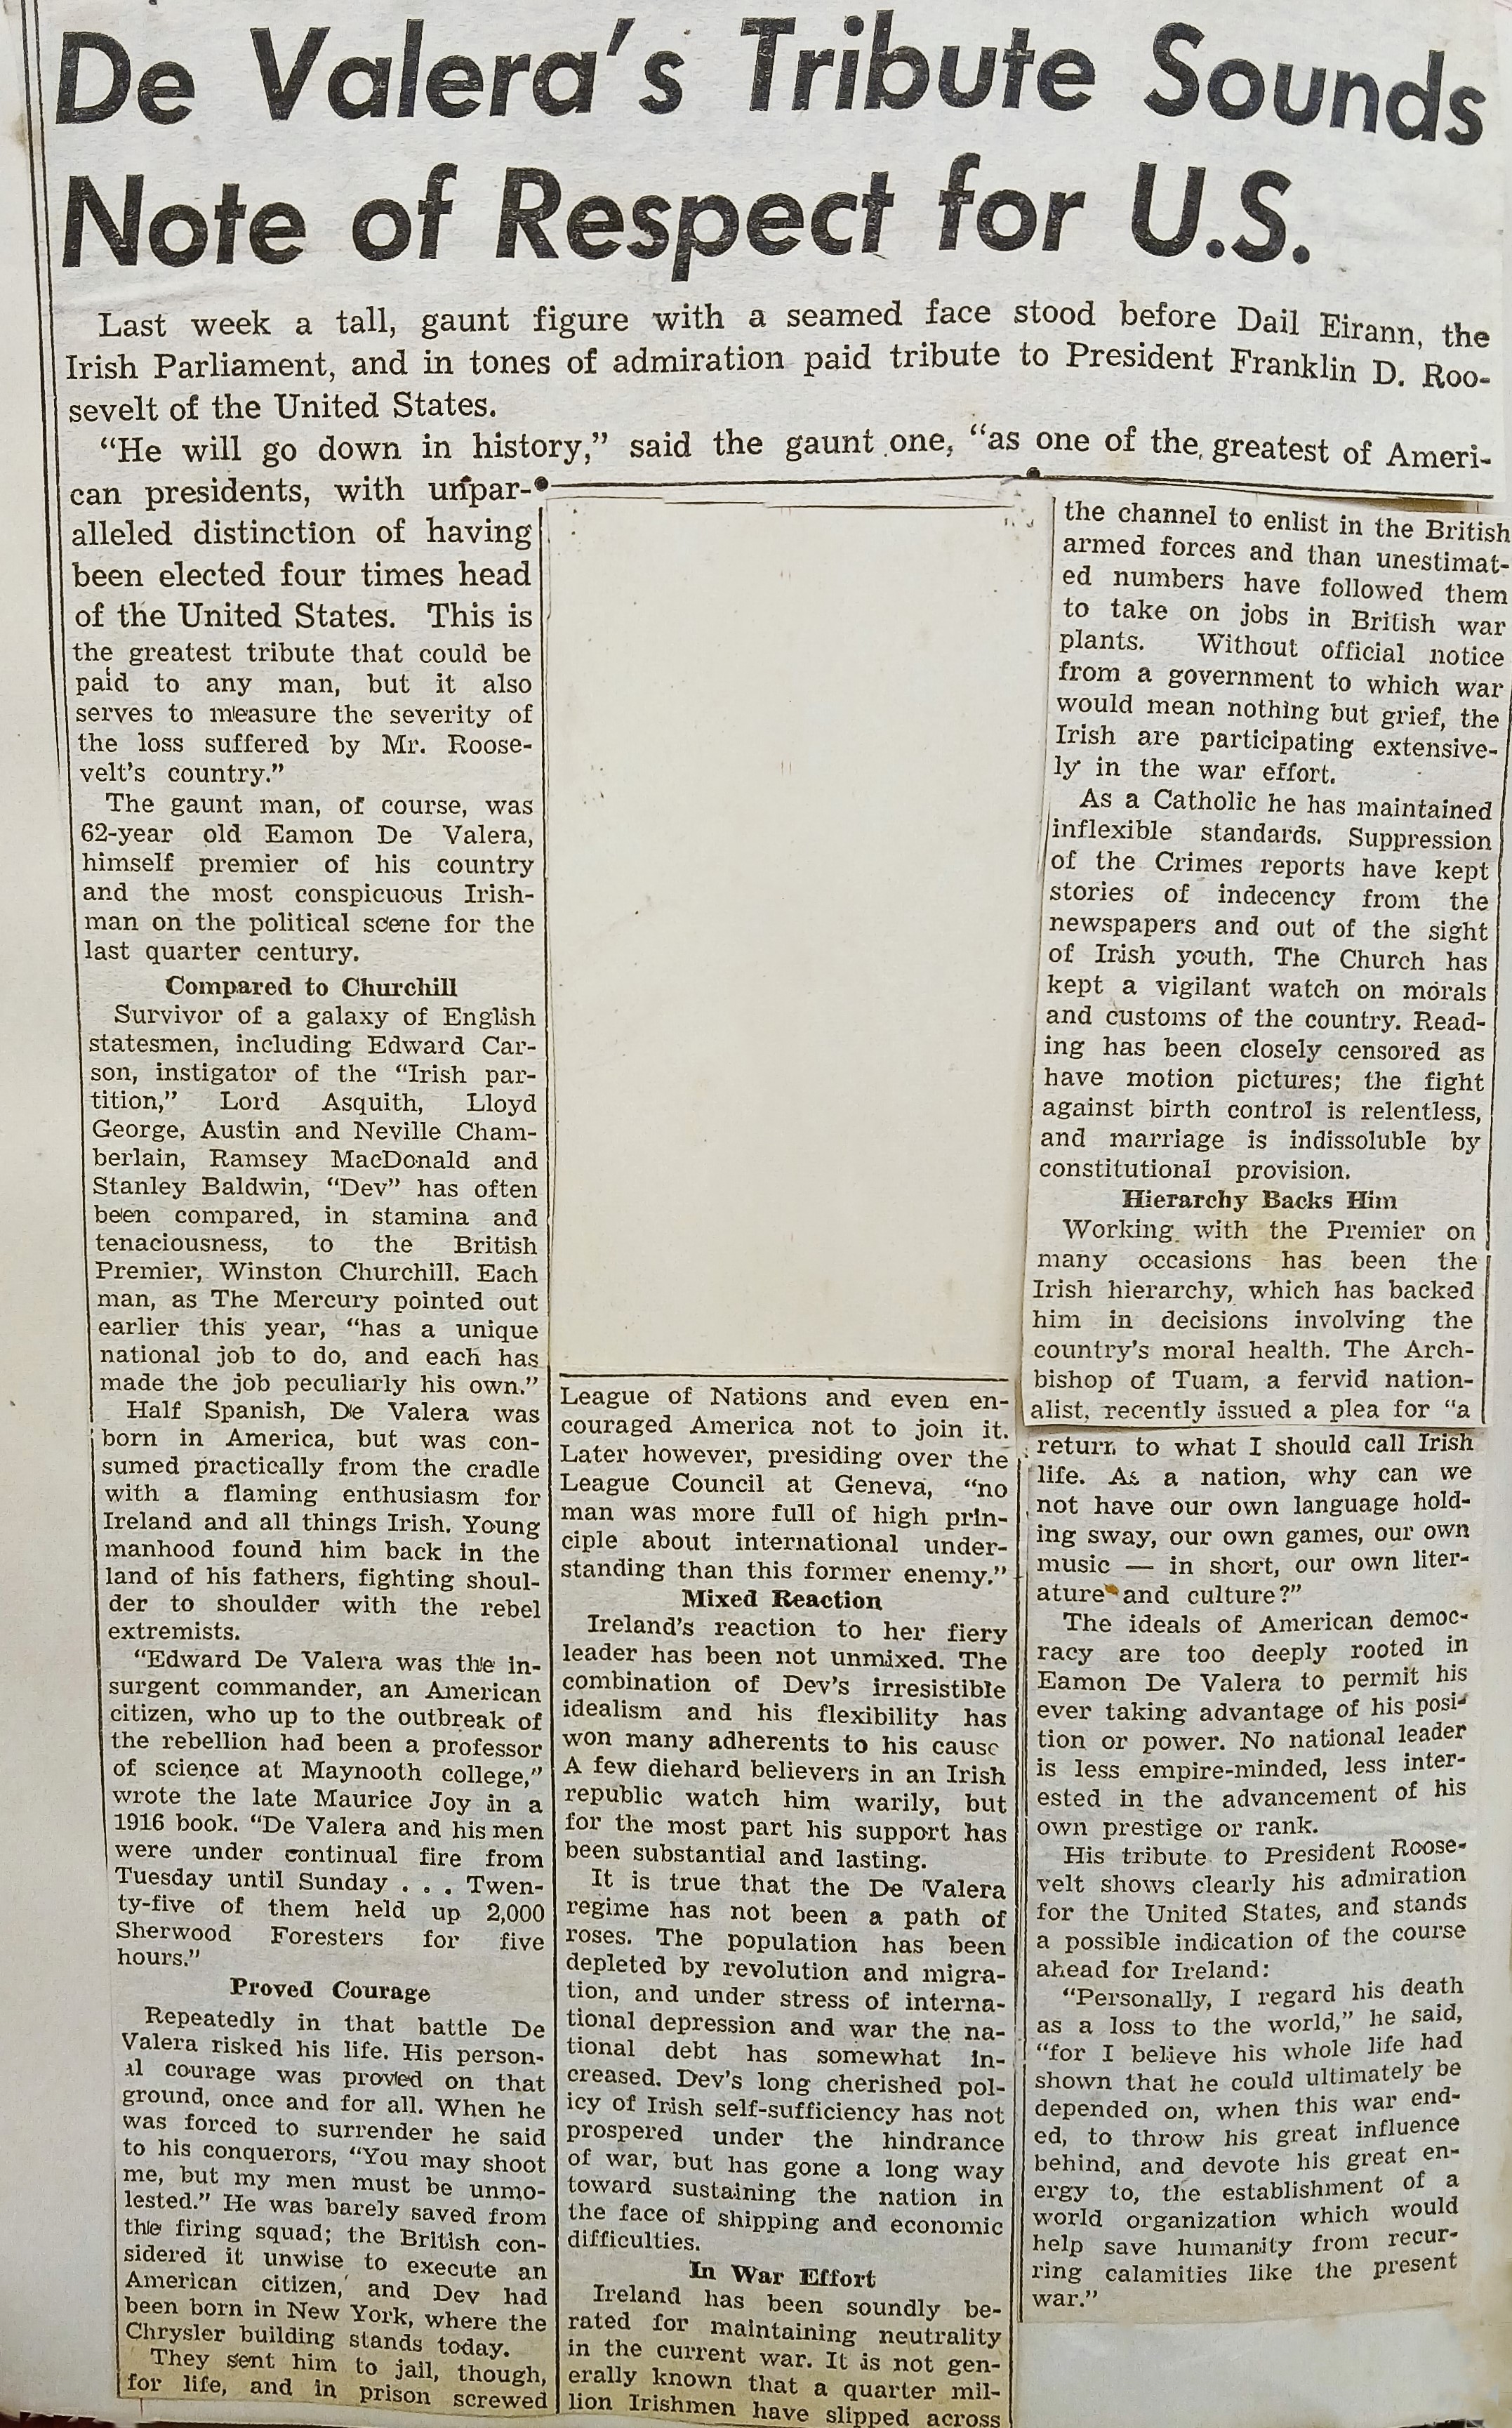 De Valera's Tribute Sounds
Note of Respect for U.S.
Last week a tall, gaunt figure with a seamed face stood before Dail Eirann, the
Irish Parliament, and in tones of admiration paid tribute to President Franklin D. Roo-
sevelt of the United States.
"He will go down in history," said the gaunt one, "as one of the greatest of Ameri-
can presidents, with unpar-
alleled distinction of having
been elected four times head
of the United States. This is
the greatest tribute that could be
paid to any man, but it also
serves to measure the severity of
the loss suffered by Mr. Roose-
velt's country."
The gaunt man, of course, was
62-year old Eamon De Valera,
himself premier of his country
and the most conspicuous Irish-
man on the political scene for the
last quarter century.
Compared to Churchill
Survivor of a galaxy of English
statesmen, including Edward Car-
son, instigator of the "Irish par-
tition," Lord Asquith, Lloyd
George, Austin and Neville Cham-
berlain, Ramsey MacDonald and
Stanley Baldwin, "Dev" has often
been compared, in stamina and
tenaciousness, to the British
Premier, Winston Churchill. Each
man, as The Mercury pointed out
earlier this year, "has a unique
national job to do, and each has
made the job peculiarly his own."
Half Spanish, De Valera was
born in America, but was con-
sumed practically from the cradle
with a flaming enthusiasm for
Ireland and all things Irish. Young
manhood found him back in the
land of his fathers, fighting shoul-
der to shoulder with the rebel
extremists.
"Edward De Valera was the in-
surgent commander, an American
citizen, who up to the outbreak of
the rebellion had been a professor
of science at Maynooth college,"
wrote the late Maurice Joy in a
1916 book. "De Valera and his men
were under continual fire from
Tuesday until Sunday . . . Twen-
ty-five of them held up 2,000
Sherwood Foresters for five
hours."
Proved Courage
Repeatedly in that battle De
Valera risked his life. His person-
al courage was proved on that
ground, once and for all. When he
was forced to surrender he said
to his conquerors, "You may shoot
me, but my men must be unmo-
lested." He was barely saved from
the firing squad; the British con-
sidered it unwise to execute an
American citizen, and Dev had
been born in New York, where the
Chrysler building stands today.
They sent him to jail, though,
for life, and in prison screwed
League of Nations and even en-
couraged America not to join it.
Later however, presiding over the
League Council at Geneva, "no
man was more full of high prin-
ciple about international under-
standing than this former enemy."
Mixed Reaction
Ireland's reaction to her fiery
leader has been not unmixed. The
combination of Dev's irresistible
idealism and his flexibility has
won many adherents to his cause
A few diehard believers in an Irish
republic watch him warily, but
for the most part his support has
been substantial and lasting.
It is true that the De Valera
regime has not been a path of
roses. The population has been
depleted by revolution and migra-
tion, and under stress of interna-
tional depression and war the na-
tional debt has somewhat in-
creased. Dev's long cherished pol-
icy of Irish self-sufficiency has not
prospered under the hindrance
of war, but has gone a long way
toward sustaining the nation in
the face of shipping and economic
difficulties.
In War Effort
Ireland has been soundly be-
rated for maintaining neutrality
in the current war. It is not gen-
erally known that a quarter mil-
lion Irishmen have slipped across
the channel to enlist in the British
armed forces and than unestimat-
ed numbers have followed them
to take on jobs in British war
plants. Without official notice
from a government to which war
would mean nothing but grief, the
Irish are participating extensive-
ly in the war effort.
As a Catholic he has maintained
inflexible standards. Suppression
of the Crimes reports have kept
stories of indecency from the
newspapers and out of the sight
of Irish youth. The Church has
kept a vigilant watch on morals
and customs of the country. Read-
ing has been closely censored as
have motion pictures; the fight
against birth control is relentless,
and marriage is indissoluble by
constitutional provision.
Hierarchy Backs Him
Working with the Premier on
many occasions has been the
Irish hierarchy, which has backed
him in decisions involving the
country's moral health. The Arch-
bishop of Tuam, a fervid nation-
alist, recently issued a plea for "a
return to what I should call Irish
life. As a nation, why can we
not have our own language hold-
ing sway, our own games, our own
music — in short, our own liter-
ature and culture?"
The ideals of American democ-
racy are too deeply rooted in
Eamon De Valera to permit his
ever taking advantage of his posi-
tion or power. No national leader
is less empire-minded, less inter-
ested in the advancement of his
own prestige or rank.
His tribute to President Roose-
velt shows clearly his admiration
for the United States, and stands
a possible indication of the course
ahead for Ireland:
"Personally, I regard his death
as a loss to the world," he said,
"for I believe his whole life had
shown that he could ultimately be
depended on, when this war end-
ed, to throw his great influence
behind, and devote his great en-
ergy to, the establishment of a
world organization which would
help save humanity from recur-
ring calamities like the present
war."